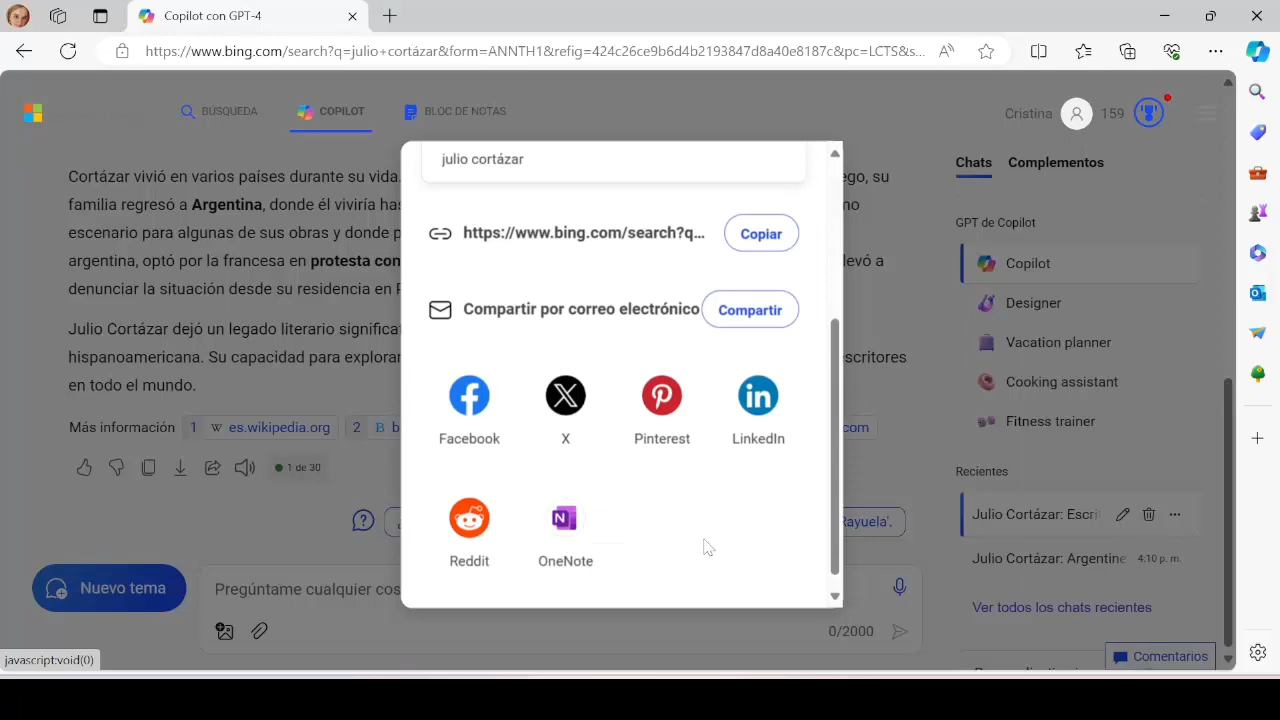 Copilot con GPT-4
https://www.bing.com/search?q=julio+cortázar&form=ANNTH1&refig=424c26ce9b6d4b2193847d8a40e8187c&pc=LCTS&s...
BÚSQUEDA
COPILOT
BLOC DE NOTAS
Cristina
159
Cortázar vivió en varios países durante su vida.
ego, su
familia regresó a Argentina, donde él viviría has
mo
escenario para algunas de sus obras y donde p
argentina, optó por la francesa en protesta con
levó a
denunciar la situación desde su residencia en P
Julio Cortázar dejó un legado literario significat
hispanoamericana. Su capacidad para explorar
escritores
en todo el mundo.
Más información
1 W es.wikipedia.org
2 B b
com
1 de 30
Rayuela'.
Nuevo tema
Pregúntame cualquier cos
0/2000
javascript:void(0)
julio cortázar
https://www.bing.com/search?q...
Copiar
Compartir por correo electrónico
Compartir
Facebook
X
Pinterest
LinkedIn
Reddit
OneNote
Chats
Complementos
GPT de Copilot
Copilot
Designer
Vacation planner
Cooking assistant
Fitness trainer
Recientes
Julio Cortázar: Escrit
Julio Cortázar: Argentine
4:10 p. m.
Ver todos los chats recientes
Comentarios